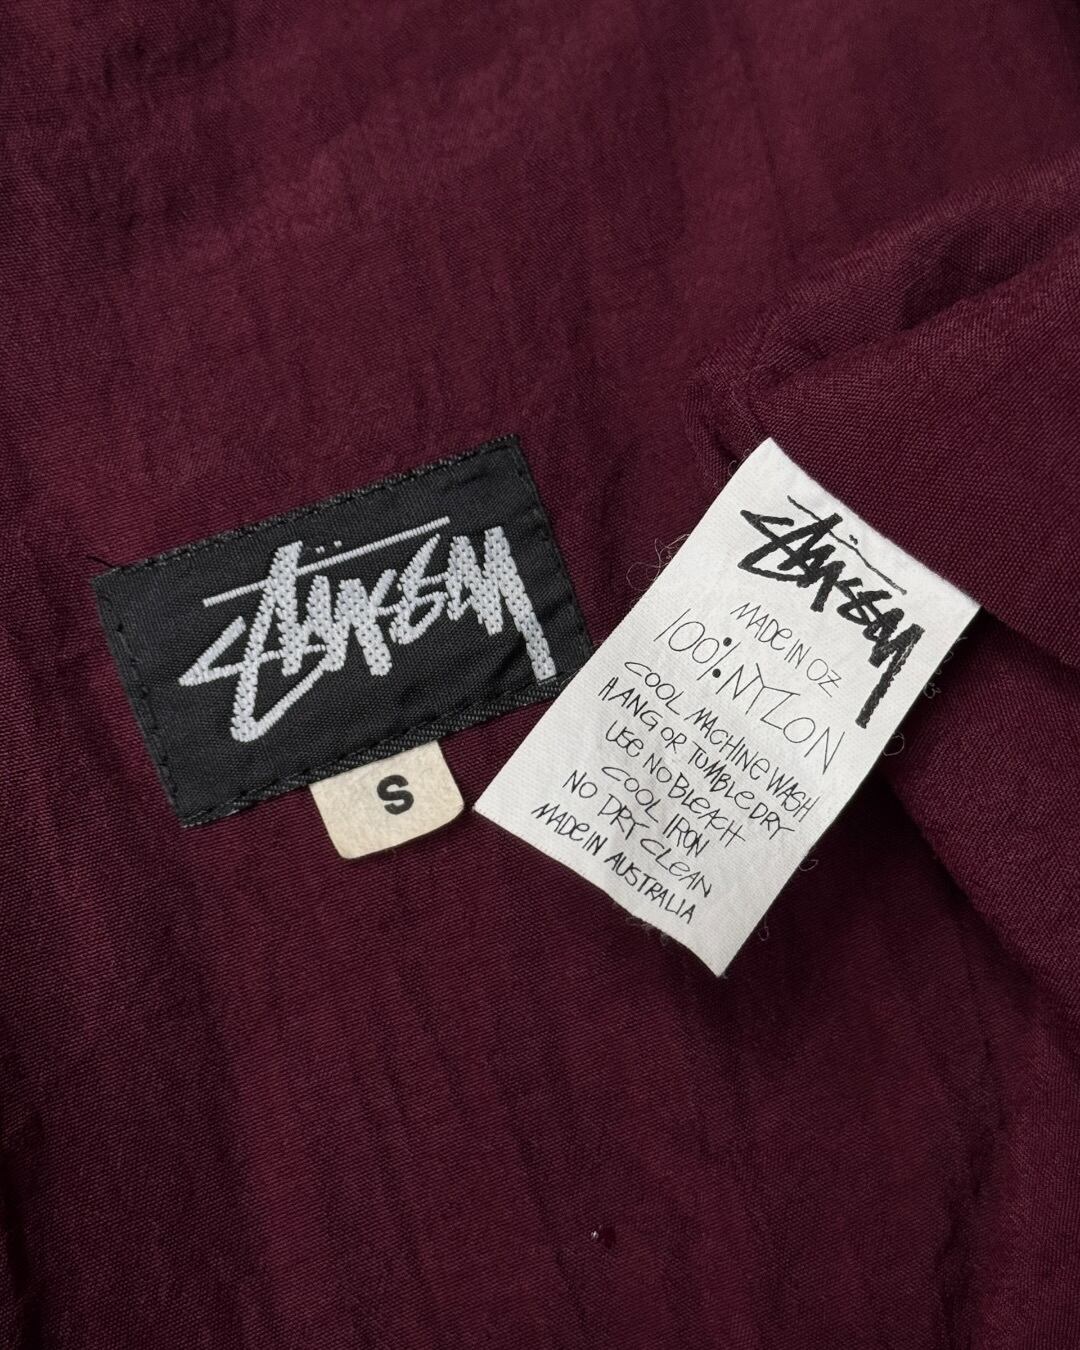 STÜSSY
S
STÜSSY
MADE IN OZ
100% NYLON
COOL MACHINE WASH
HANG OR TUMBLE DRY
USE NO BLEACH
COOL IRON
NO DRY CLEAN
MADE IN AUSTRALIA